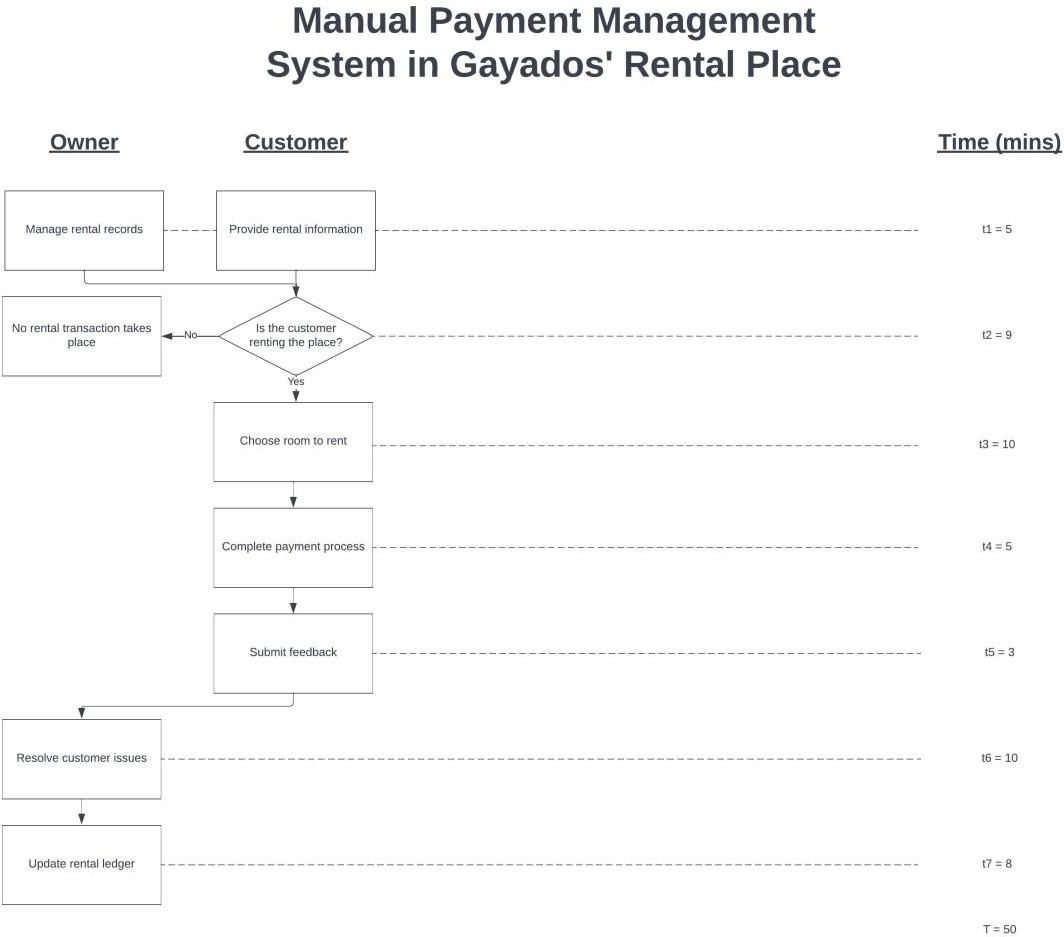 Manual Payment Management
System in Gayados' Rental Place
Owner
Customer
Time (mins)
Manage rental records
Provide rental information
t1 = 5
No rental transaction takes
place
No
Is the customer
renting the place?
t2 = 9
Yes
Choose room to rent
t3 = 10
Complete payment process
t4 = 5
Submit feedback
t5 = 3
Resolve customer issues
t6 = 10
Update rental ledger
t7 = 8
T = 50